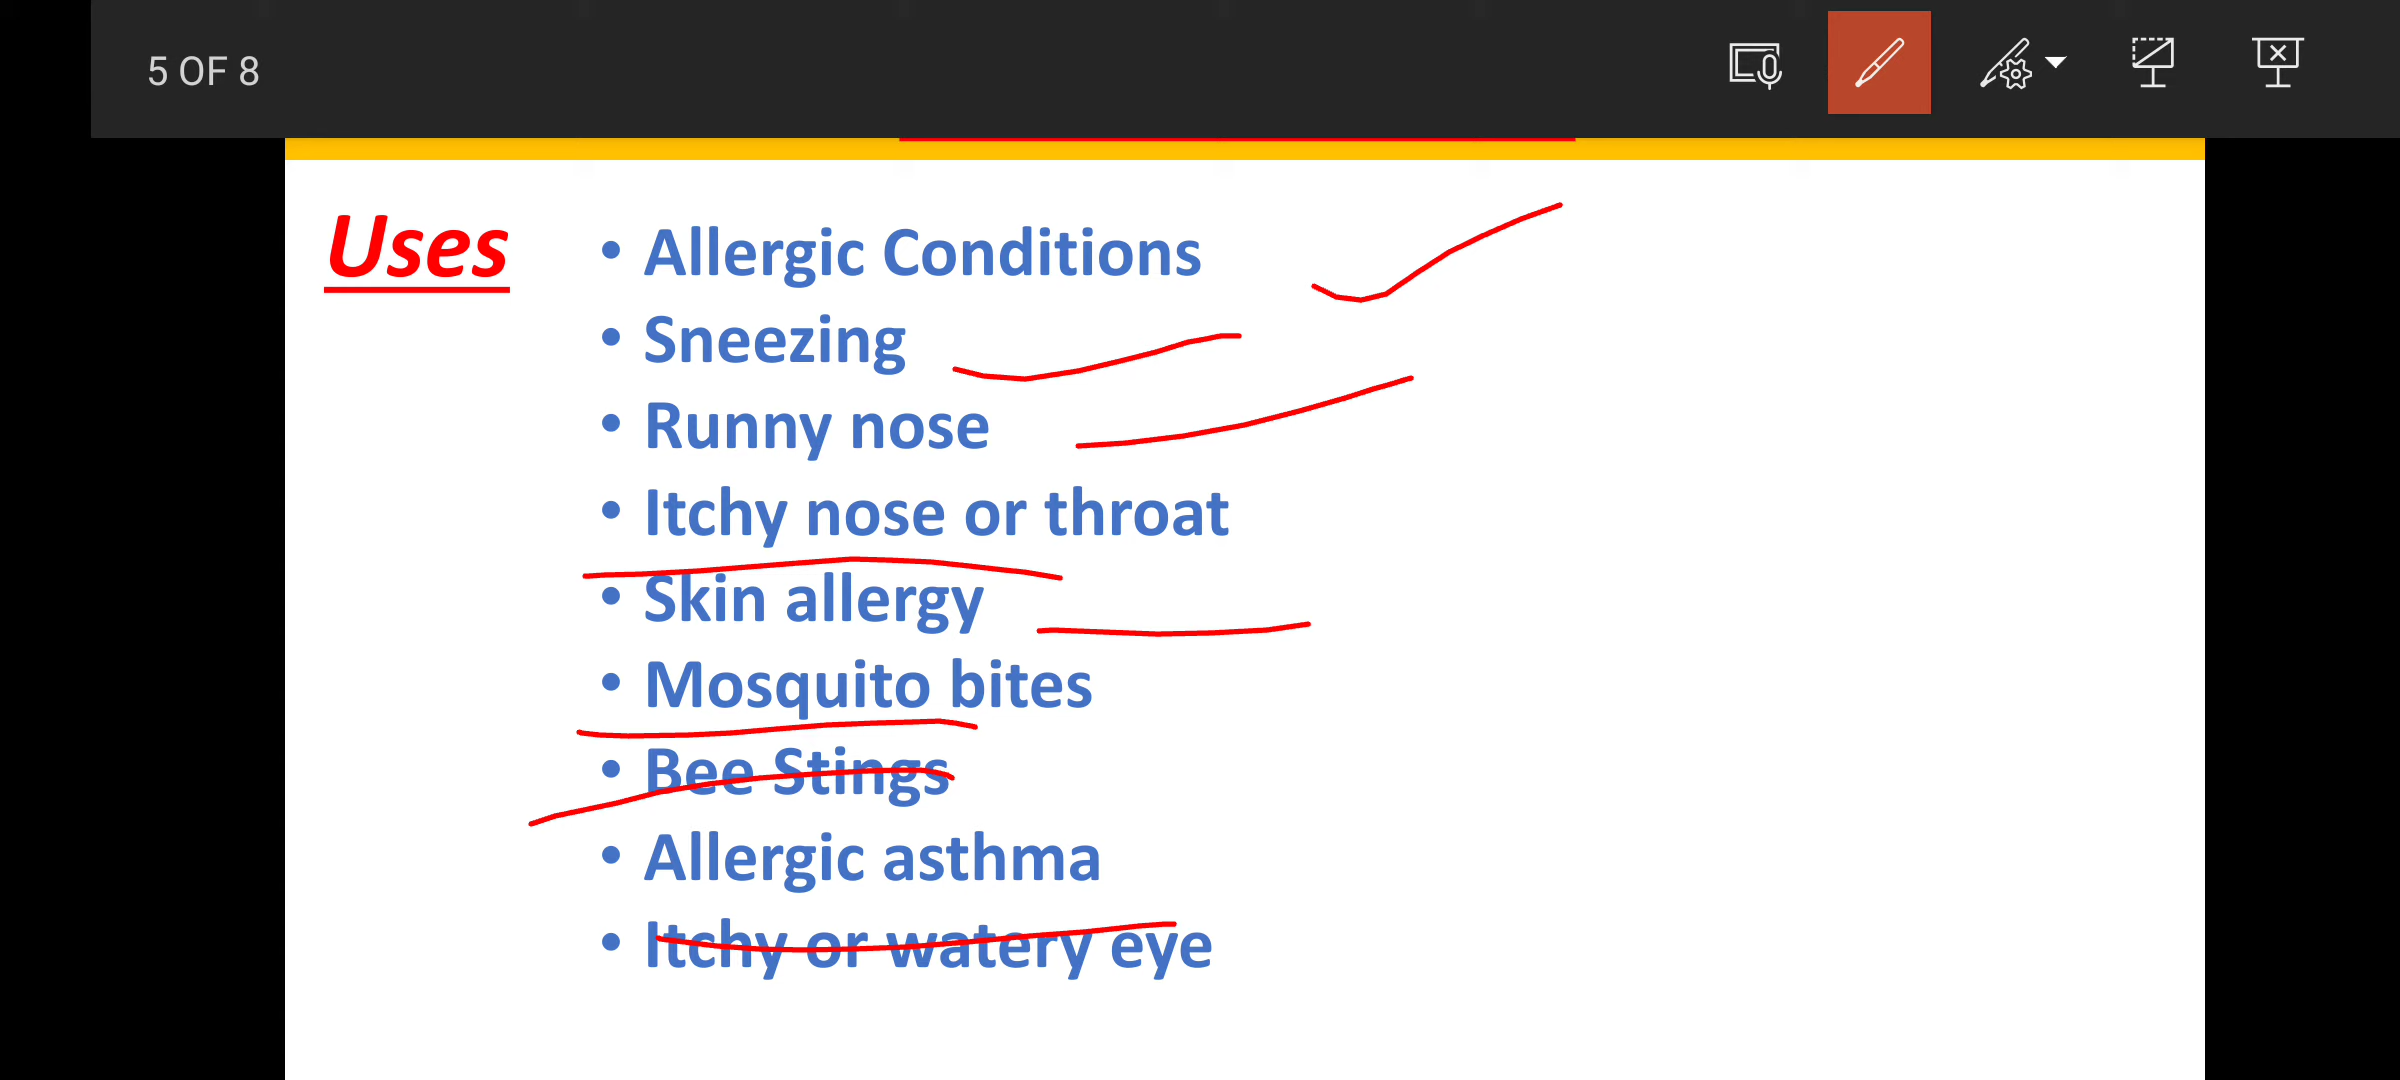 5 OF 8
Uses
• Allergic Conditions
• Sneezing
• Runny nose
• Itchy nose or throat
• Skin allergy
• Mosquito bites
• Bee Stings
• Allergic asthma
• Itchy or watery eye